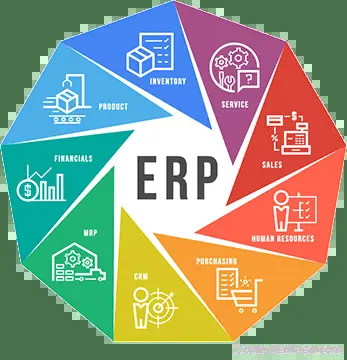 INVENTORY
SERVICE
PRODUCT
FINANCIALS
SALES
ERP
MRP
HUMAN RESOURCES
PURCHASING
CRM